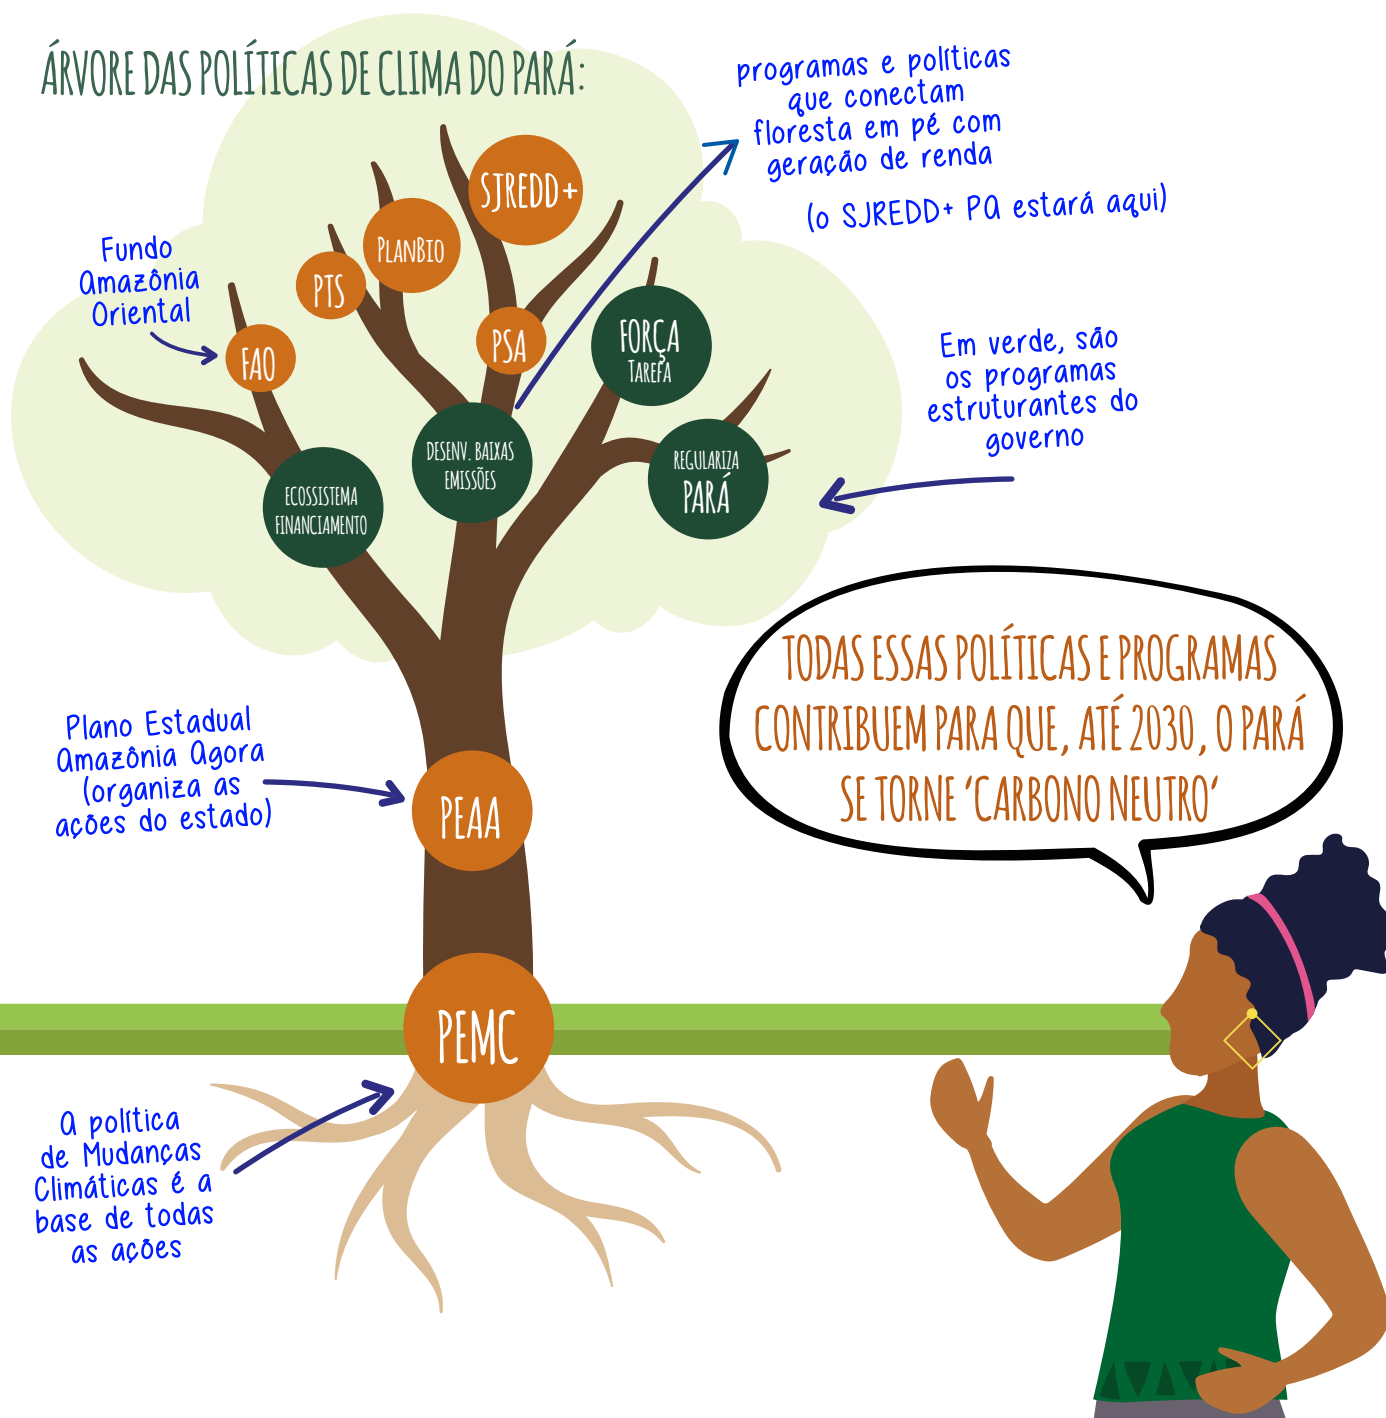 ÁRVORE DAS POLÍTICAS DE CLIMA DO PARÁ:
programas e políticas
que conectam
floresta em pé com
geração de renda
(o SJREDD+ PA estará aqui)
SJREDD+
PLANBIO
PTS
Fundo
Amazônia
Oriental
FAO
PSA
FORÇA
TAREFA
Em verde, são
os programas
estruturantes do
governo
DESENV. BAIXAS
EMISSÕES
REGULARIZA
PARÁ
ECOSSISTEMA
FINANCIAMENTO
TODAS ESSAS POLÍTICAS E PROGRAMAS
CONTRIBUEM PARA QUE, ATÉ 2030, O PARÁ
SE TORNE ‘CARBONO NEUTRO’
Plano Estadual
Amazônia Agora
(organiza as
ações do estado)
PEAA
PEMC
A política
de Mudanças
Climáticas é a
base de todas
as ações